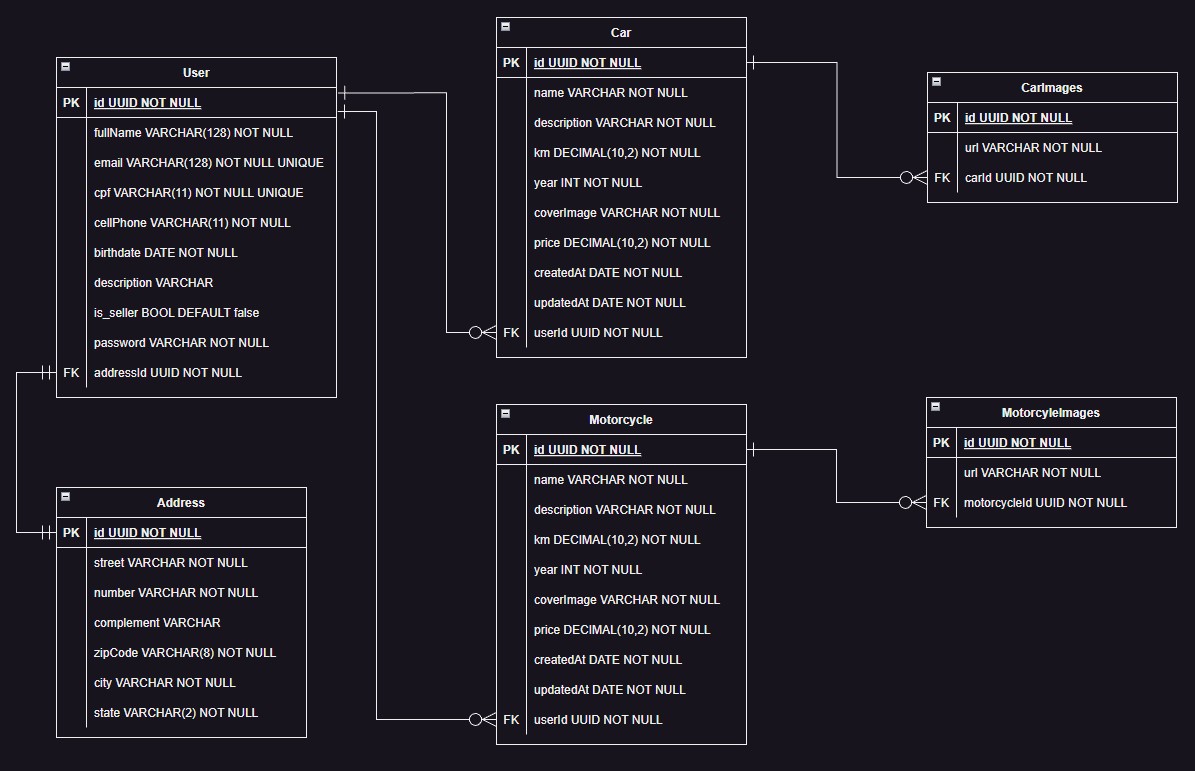 User
PK id UUID NOT NULL
fullName VARCHAR(128) NOT NULL
email VARCHAR(128) NOT NULL UNIQUE
cpf VARCHAR(11) NOT NULL UNIQUE
cellPhone VARCHAR(11) NOT NULL
birthdate DATE NOT NULL
description VARCHAR
is_seller BOOL DEFAULT false
password VARCHAR NOT NULL
FK addressId UUID NOT NULL
Address
PK id UUID NOT NULL
street VARCHAR NOT NULL
number VARCHAR NOT NULL
complement VARCHAR
zipCode VARCHAR(8) NOT NULL
city VARCHAR NOT NULL
state VARCHAR(2) NOT NULL
Car
PK id UUID NOT NULL
name VARCHAR NOT NULL
description VARCHAR NOT NULL
km DECIMAL(10,2) NOT NULL
year INT NOT NULL
coverImage VARCHAR NOT NULL
price DECIMAL(10,2) NOT NULL
createdAt DATE NOT NULL
updatedAt DATE NOT NULL
FK userId UUID NOT NULL
Motorcycle
PK id UUID NOT NULL
name VARCHAR NOT NULL
description VARCHAR NOT NULL
km DECIMAL(10,2) NOT NULL
year INT NOT NULL
coverImage VARCHAR NOT NULL
price DECIMAL(10,2) NOT NULL
createdAt DATE NOT NULL
updatedAt DATE NOT NULL
FK userId UUID NOT NULL
CarImages
PK id UUID NOT NULL
url VARCHAR NOT NULL
FK carId UUID NOT NULL
MotorcyleImages
PK id UUID NOT NULL
url VARCHAR NOT NULL
FK motorcycleId UUID NOT NULL